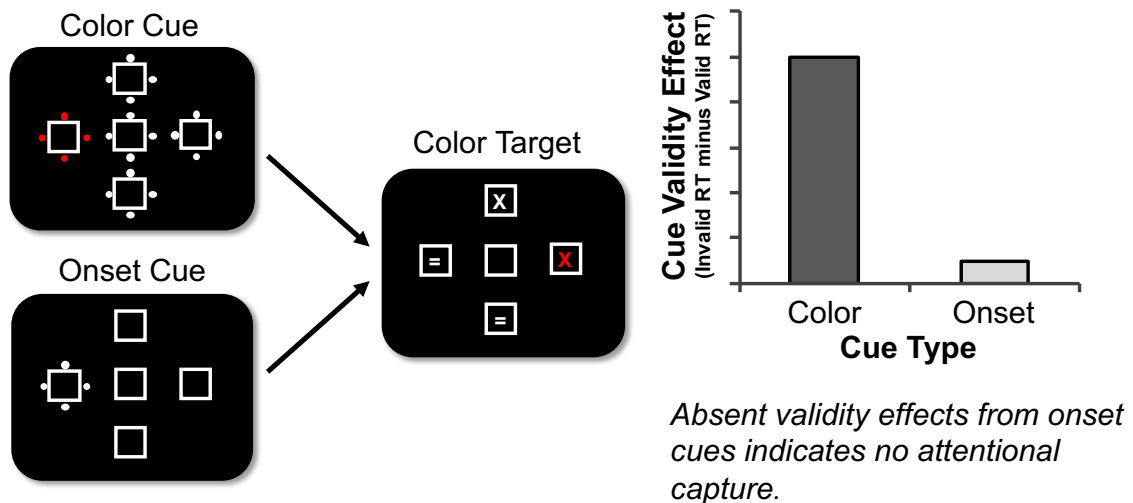 Color Cue
Onset Cue
Color Target
X
=
X
=
Cue Validity Effect
(Invalid RT minus Valid RT)
Color
Onset
Cue Type
Absent validity effects from onset
cues indicates no attentional
capture.